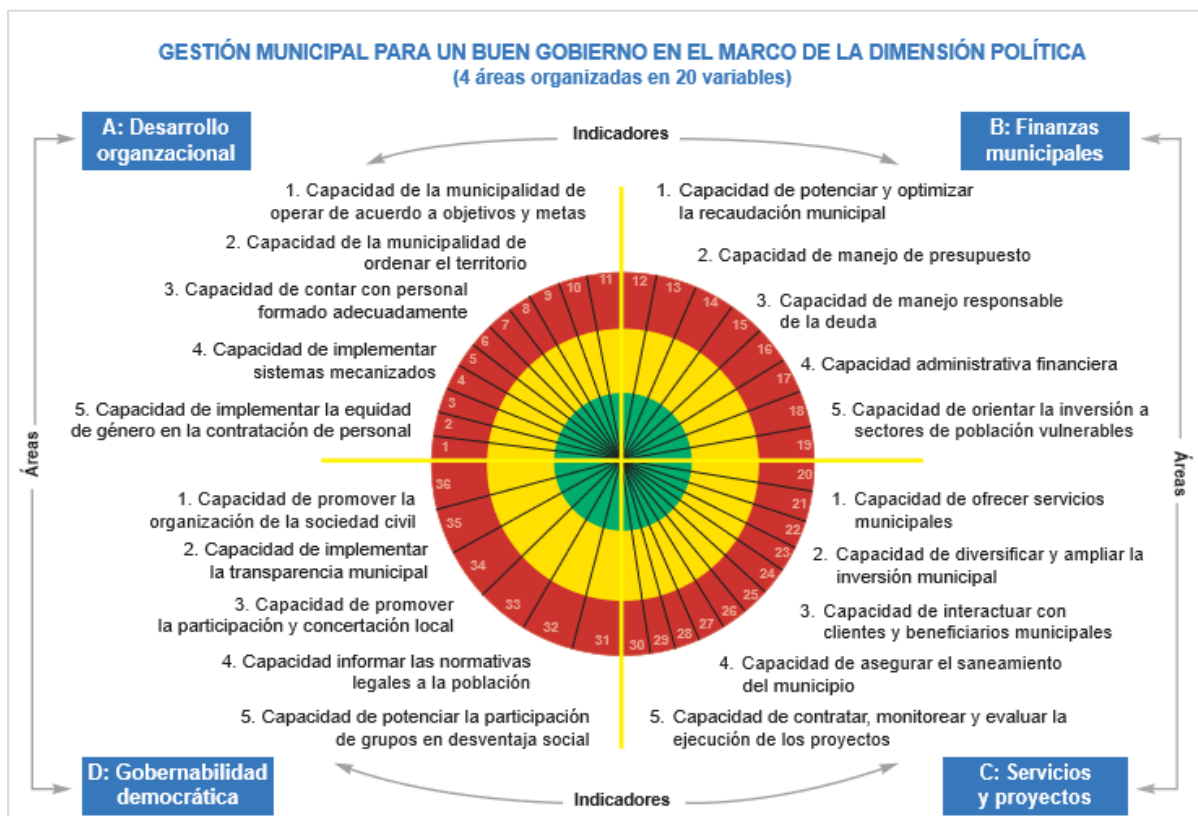 GESTIÓN MUNICIPAL PARA UN BUEN GOBIERNO EN EL MARCO DE LA DIMENSIÓN POLÍTICA
(4 áreas organizadas en 20 variables)
A: Desarrollo
organzacional
Indicadores
B: Finanzas
municipales
Áreas
1. Capacidad de la municipalidad de
operar de acuerdo a objetivos y metas
2. Capacidad de la municipalidad de
ordenar el territorio
3. Capacidad de contar con personal
formado adecuadamente
4. Capacidad de implementar
sistemas mecanizados
5. Capacidad de implementar la equidad
de género en la contratación de personal
1. Capacidad de potenciar y optimizar
la recaudación municipal
2. Capacidad de manejo de presupuesto
3. Capacidad de manejo responsable
de la deuda
4. Capacidad administrativa financiera
5. Capacidad de orientar la inversión a
sectores de población vulnerables
Áreas
1
2
3
4
5
6
7
8
9
10
11
12
13
14
15
16
17
18
19
20
21
22
23
24
25
26
27
28
29
30
31
32
33
34
35
36
1. Capacidad de promover la
organización de la sociedad civil
2. Capacidad de implementar
la transparencia municipal
3. Capacidad de promover
la participación y concertación local
4. Capacidad informar las normativas
legales a la población
5. Capacidad de potenciar la participación
de grupos en desventaja social
1. Capacidad de ofrecer servicios
municipales
2. Capacidad de diversificar y ampliar la
inversión municipal
3. Capacidad de interactuar con
clientes y beneficiarios municipales
4. Capacidad de asegurar el saneamiento
del municipio
5. Capacidad de contratar, monitorear y evaluar la
ejecución de los proyectos
D: Gobernabilidad
democrática
Indicadores
C: Servicios
y proyectos